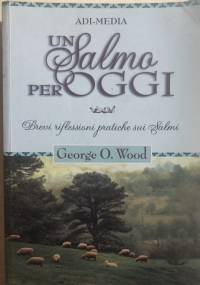 ADI-MEDIA
UN
Salmo
PER OGGI
Brevi riflessioni pratiche sui Salmi
George O. Wood